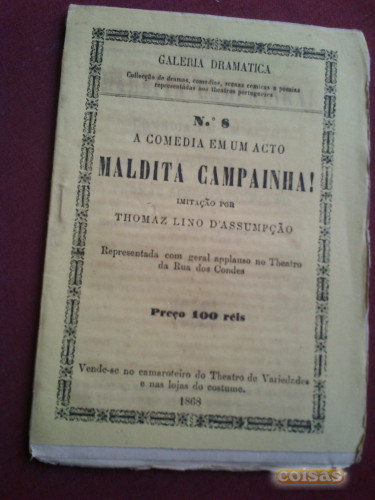 GALERIA DRAMATICA
Collecção de dramas, comedias, scenas comicas e poesias
representadas nos theatros portuguezes
N.º 8
A COMEDIA EM UM ACTO
MALDITA CAMPAINHA!
IMITAÇÃO POR
THOMAZ LINO D'ASSUMPÇÃO
Representada com geral applauso no Theatro
da Rua dos Condes
Preço 100 réis
Vende-se no camaroteiro do Theatro de Variedades
e nas lojas do costume.
1868
coisas